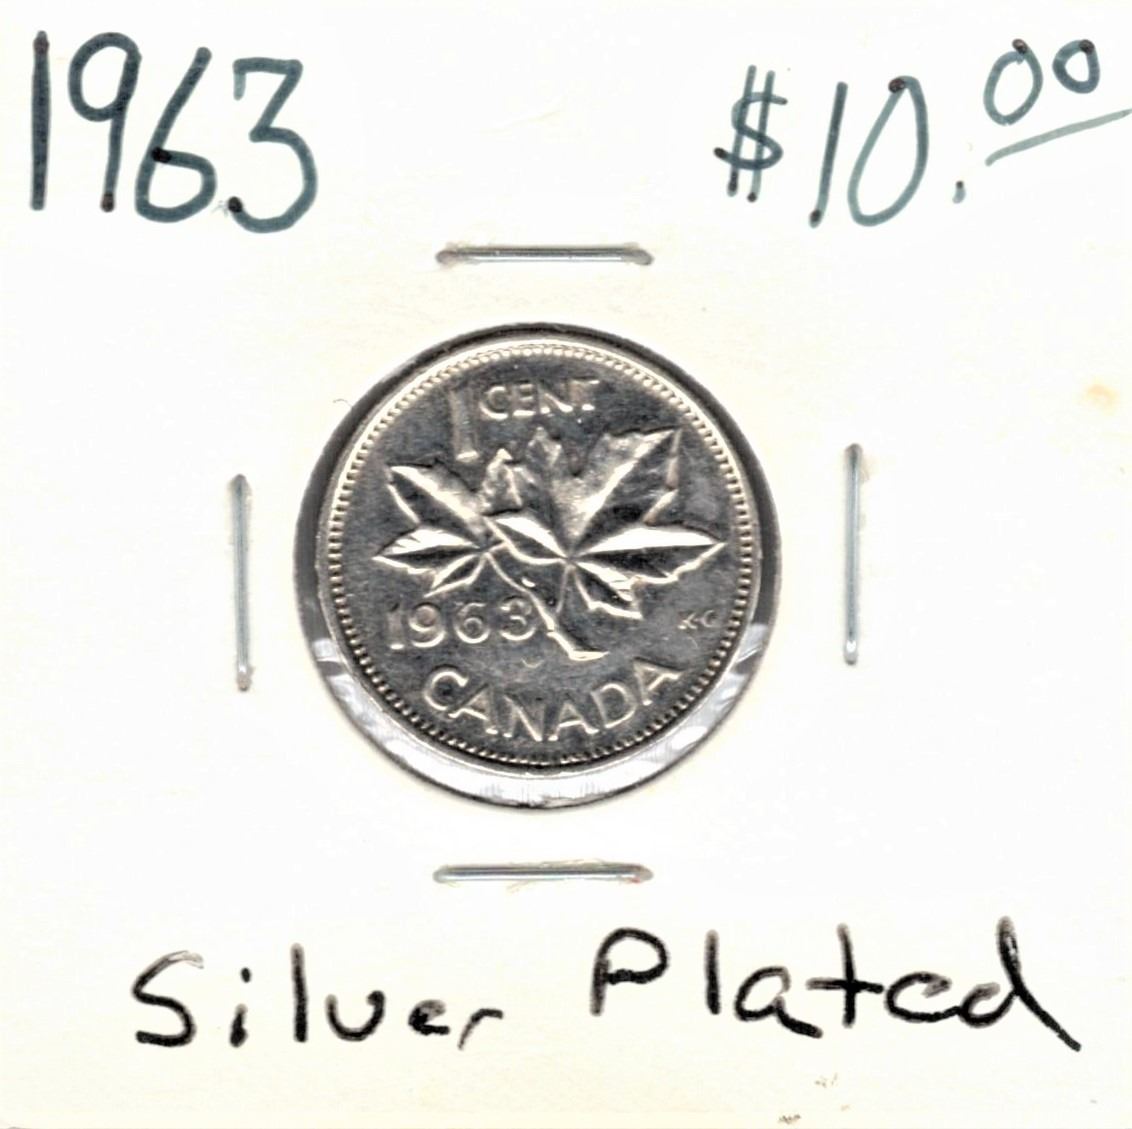 1963 $10.00
1 CENT
1963 KG
CANADA
Silver Plated